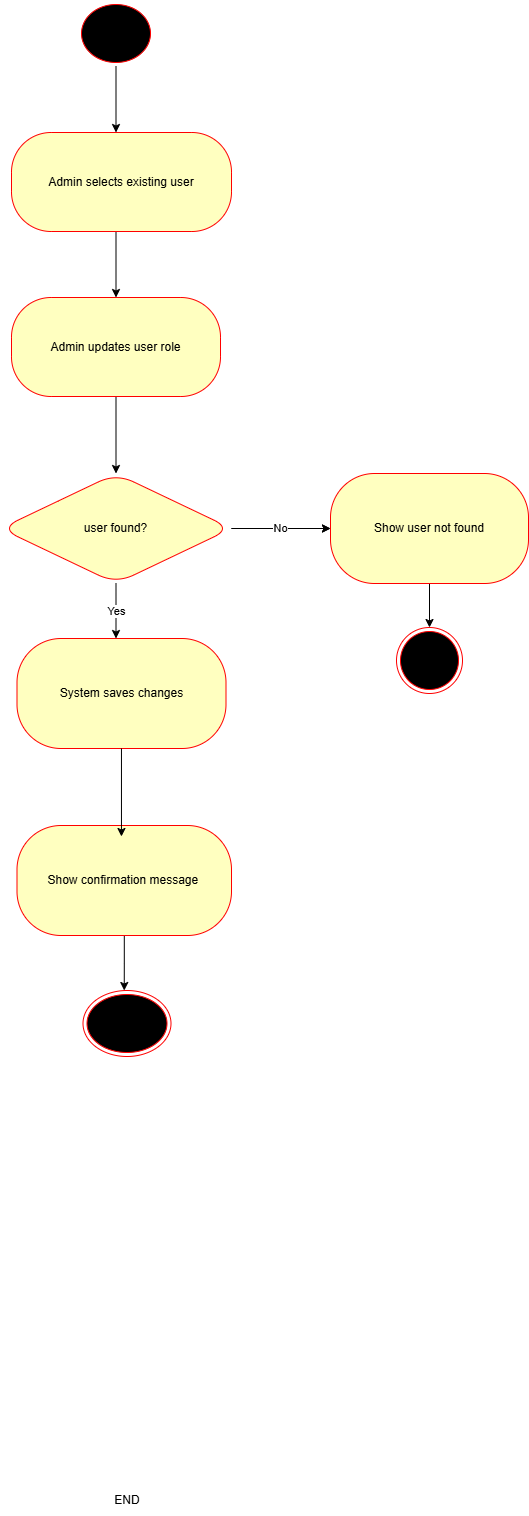 Admin selects existing user
Admin updates user role
user found?
No
Show user not found
Yes
System saves changes
Show confirmation message
END